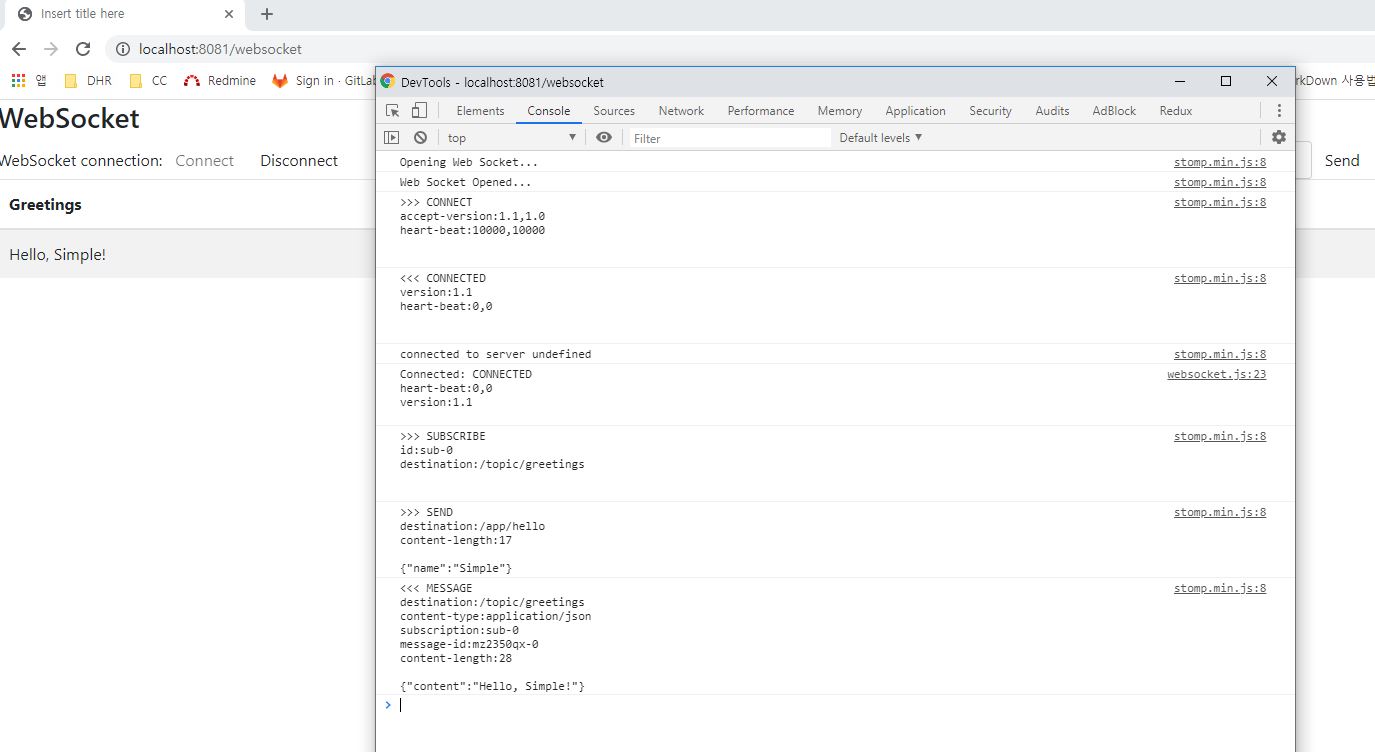 Insert title here
localhost:8081/websocket
앱 DHR CC Redmine Sign in · GitLab
DevTools - localhost:8081/websocket
rkDown 사용법
WebSocket
WebSocket connection: Connect Disconnect
Send
Greetings
Hello, Simple!
Elements Console Sources Network Performance Memory Application Security Audits AdBlock Redux
top Filter Default levels
Opening Web Socket... stomp.min.js:8
Web Socket Opened... stomp.min.js:8
>>> CONNECT stomp.min.js:8
accept-version:1.1,1.0
heart-beat:10000,10000
<<< CONNECTED stomp.min.js:8
version:1.1
heart-beat:0,0
connected to server undefined stomp.min.js:8
Connected: CONNECTED websocket.js:23
heart-beat:0,0
version:1.1
>>> SUBSCRIBE stomp.min.js:8
id:sub-0
destination:/topic/greetings
>>> SEND stomp.min.js:8
destination:/app/hello
content-length:17
{"name":"Simple"}
<<< MESSAGE stomp.min.js:8
destination:/topic/greetings
content-type:application/json
subscription:sub-0
message-id:mz2350qx-0
content-length:28
{"content":"Hello, Simple!"}